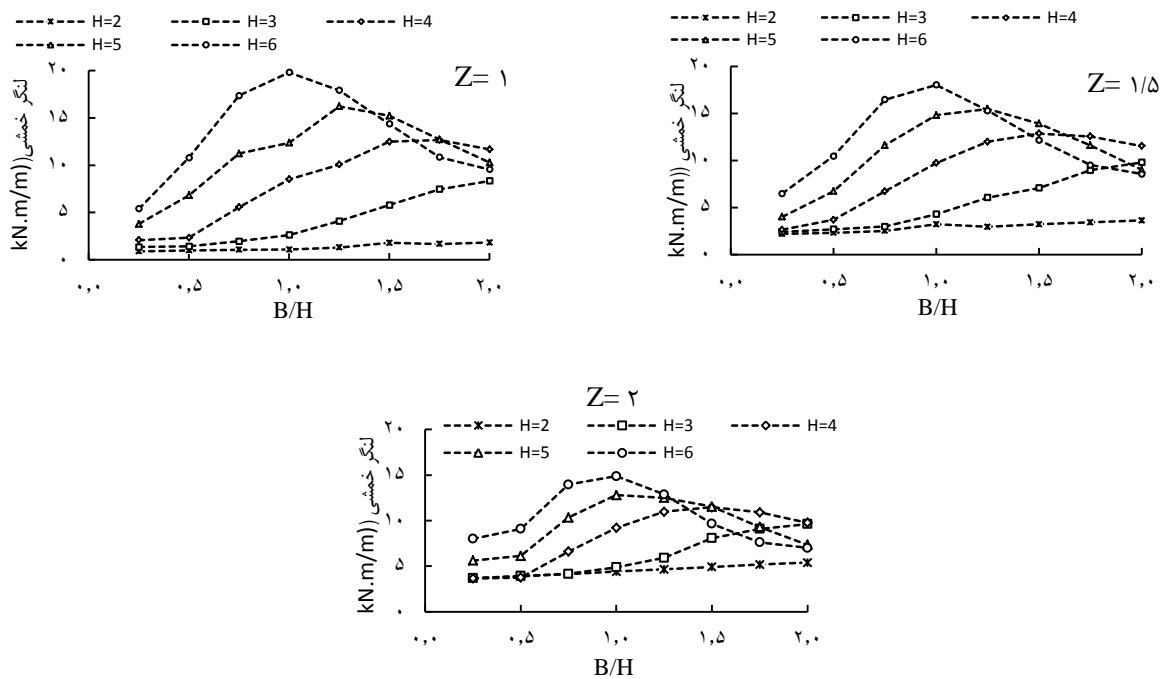 H=2 H=3 H=4
H=5 H=6
Z= ۱
لنگر خمشی((kN.m/m
۲۰
۱۵
۱۰
۵
۰
۰,۰ ۰,۵ ۱,۰ ۱,۵ ۲,۰
B/H
H=2 H=3 H=4
H=5 H=6
Z= ۱/۵
لنگر خمشی((kN.m/m
۲۰
۱۵
۱۰
۵
۰
۰,۰ ۰,۵ ۱,۰ ۱,۵ ۲,۰
B/H
Z= ۲
H=2 H=3 H=4
H=5 H=6
لنگر خمشی((kN.m/m
۲۰
۱۵
۱۰
۵
۰
۰,۰ ۰,۵ ۱,۰ ۱,۵ ۲,۰
B/H